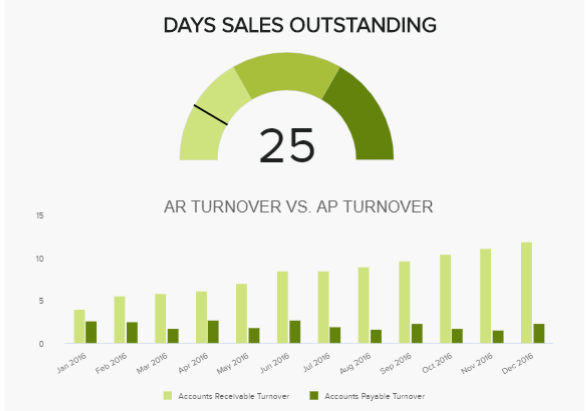 DAYS SALES OUTSTANDING
25
AR TURNOVER VS. AP TURNOVER
15
10
5
0
Jan 2016 Feb 2016 Mar 2016 Apr 2016 May 2016 Jun 2016 Jul 2016 Aug 2016 Sep 2016 Oct 2016 Nov 2016 Dec 2016
Accounts Receivable Turnover Accounts Payable Turnover